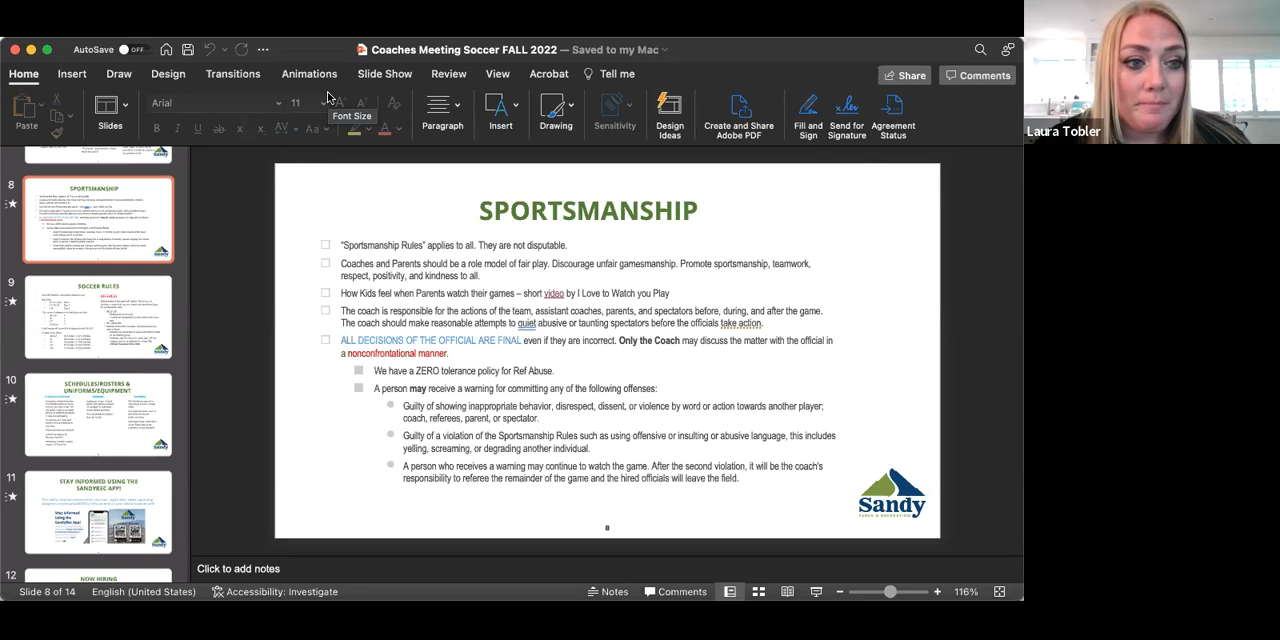 AutoSave OFF
Coaches Meeting Soccer FALL 2022 — Saved to my Mac
Home Insert Draw Design Transitions Animations Slide Show Review View Acrobat Tell me
Share Comments
Arial 11
Font Size
Paste Slides Paragraph Insert Drawing Sensitivity Design Ideas Create and Share Adobe PDF Fill and Sign Send for Signature Agreement Status
Laura Tobler
8
SPORTSMANSHIP
9
SOCCER RULES
10
SCHEDULES/ROSTERS &
UNIFORMS/EQUIPMENT
11
STAY INFORMED USING THE
SANDYREC APP!
Stay Informed
Using the
SandyRec App!
12
NOW HIRING
SPORTSMANSHIP
“Sportsmanship Rules” applies to all. They are not disputable.
Coaches and Parents should be a role model of fair play. Discourage unfair gamesmanship. Promote sportsmanship, teamwork,
respect, positivity, and kindness to all.
How Kids feel when Parents watch their games – short video by I Love to Watch you Play
The coach is responsible for the actions of the team, assistant coaches, parents, and spectators before, during, and after the game.
The coach should make reasonable attempts to quiet abusive or taunting spectators before the officials take action.
ALL DECISIONS OF THE OFFICIAL ARE FINAL even if they are incorrect. Only the Coach may discuss the matter with the official in
a nonconfrontational manner.
We have a ZERO tolerance policy for Ref Abuse.
A person may receive a warning for committing any of the following offenses:
Guilty of showing inappropriate behavior, disrespect, dissent, or violence by word or action towards another player;
coach, referees, parent, or spectator.
Guilty of a violation of the Sportsmanship Rules such as using offensive or insulting or abusive language, this includes
yelling, screaming, or degrading another individual.
A person who receives a warning may continue to watch the game. After the second violation, it will be the coach's
responsibility to referee the remainder of the game and the hired officials will leave the field.
Sandy
PARKS & RECREATION
8
Click to add notes
Slide 8 of 14 English (United States) Accessibility: Investigate Notes Comments 116%